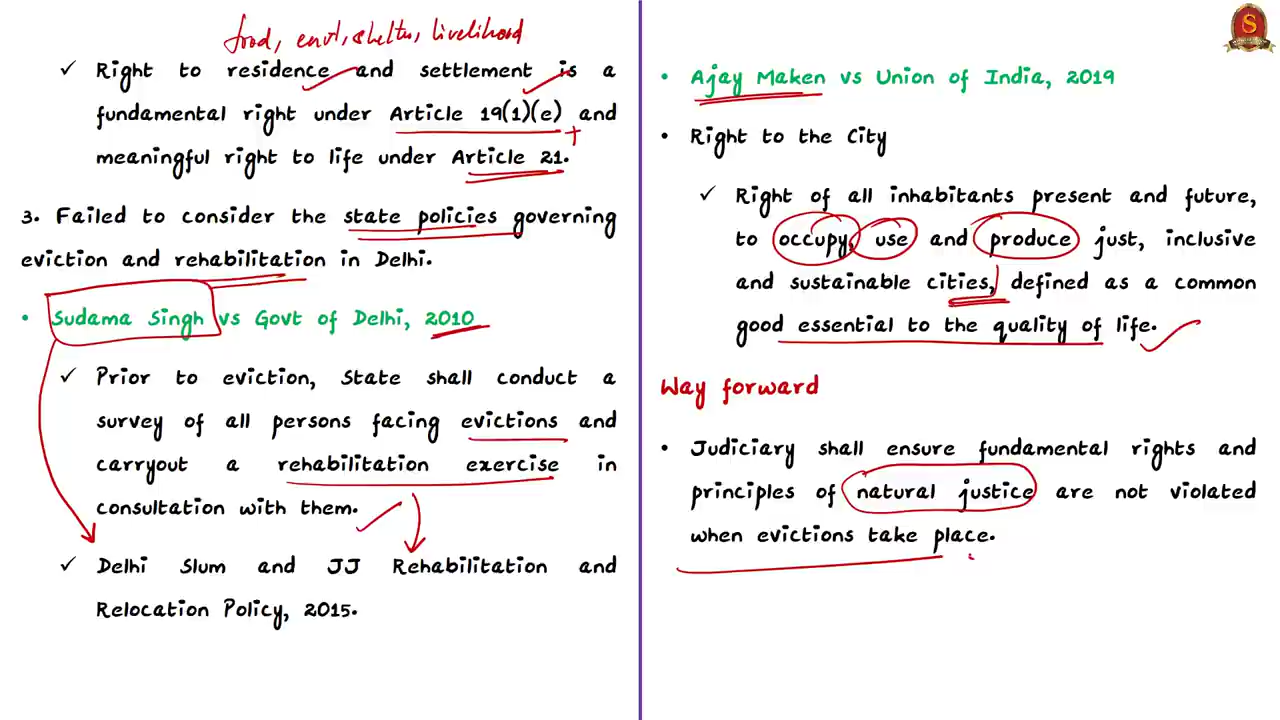 food, envt, shelter, livelihood
✓ Right to residence and settlement is a
fundamental right under Article 19(1)(e) and
meaningful right to life under Article 21.
+
3. Failed to consider the state policies governing
eviction and rehabilitation in Delhi.
• Sudama Singh vs Govt of Delhi, 2010
✓ Prior to eviction, State shall conduct a
survey of all persons facing evictions and
carryout a rehabilitation exercise in
consultation with them.
✓ Delhi Slum and JJ Rehabilitation and
Relocation Policy, 2015.
• Ajay Maken vs Union of India, 2019
• Right to the City
✓ Right of all inhabitants present and future,
to occupy, use and produce just, inclusive
and sustainable cities, defined as a common
good essential to the quality of life.
Way forward
• Judiciary shall ensure fundamental rights and
principles of natural justice are not violated
when evictions take place.
S